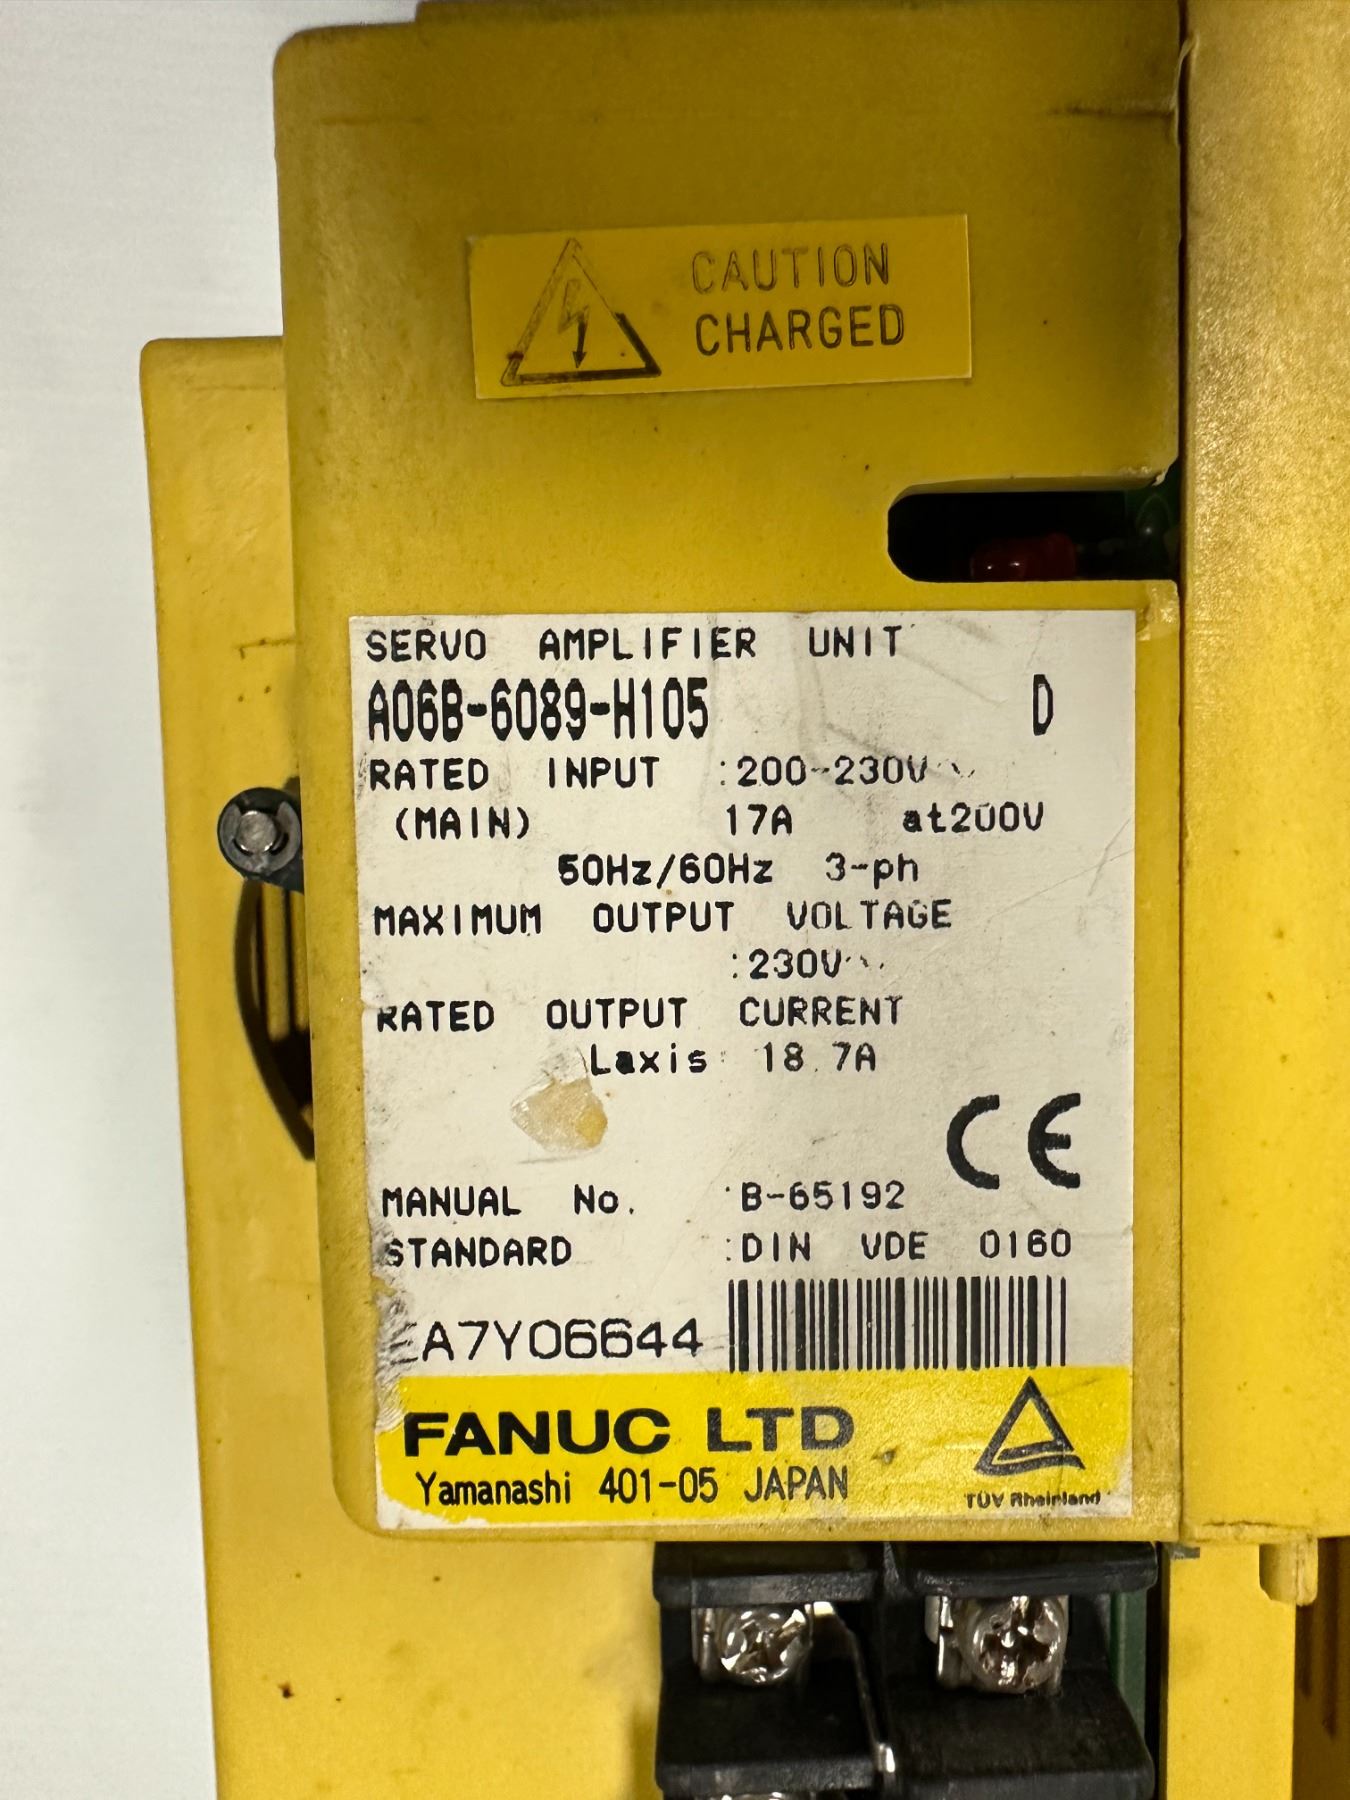 CAUTION
CHARGED
SERVO AMPLIFIER UNIT
A06B-6089-H105 D
RATED INPUT :200~230V~
(MAIN) 17A at200V
50Hz/60Hz 3-ph
MAXIMUM OUTPUT VOLTAGE
:230V~
RATED OUTPUT CURRENT
Laxis: 18.7A
CE
MANUAL No. :B-65192
STANDARD :DIN VDE 0160
EA7Y06644
FANUC LTD
Yamanashi 401-05 JAPAN
TÜV Rheinland